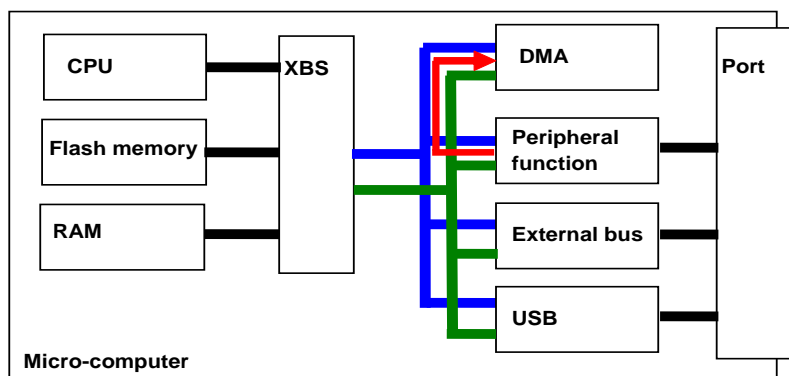 CPU
XBS
DMA
Port
Flash memory
Peripheral
function
RAM
External bus
USB
Micro-computer